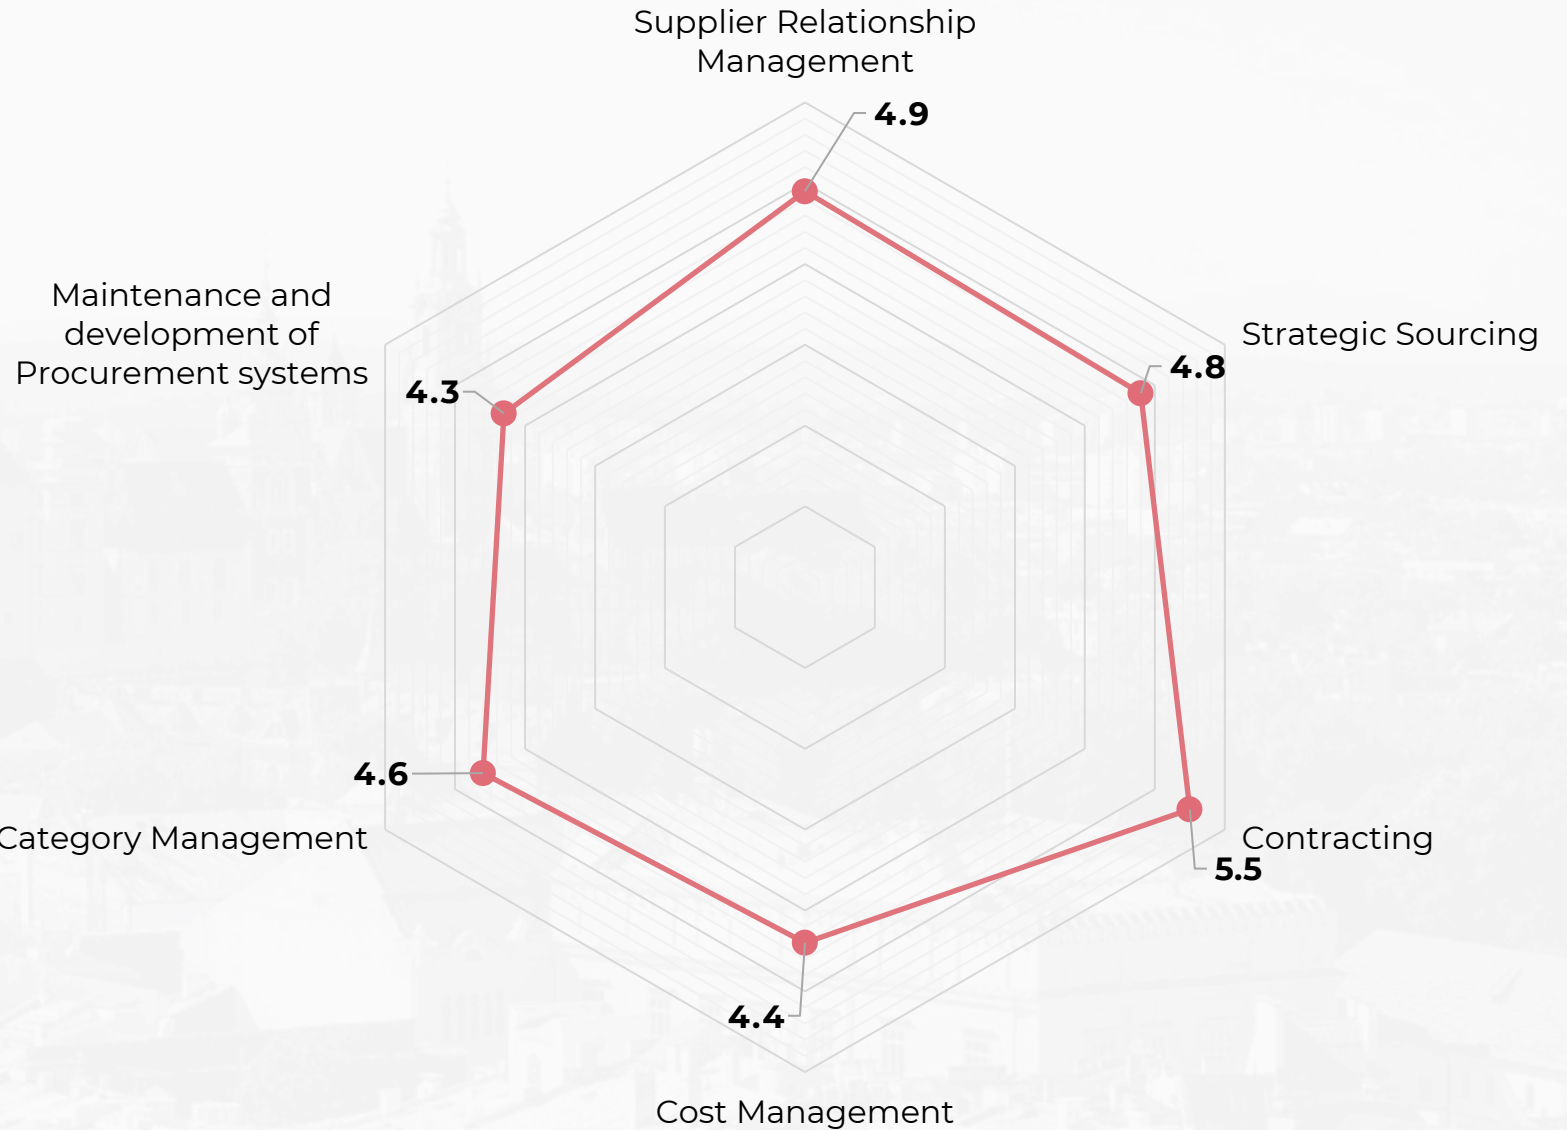 Supplier Relationship
Management
4.9
Strategic Sourcing
4.8
Contracting
5.5
Cost Management
4.4
Category Management
4.6
Maintenance and
development of
Procurement systems
4.3